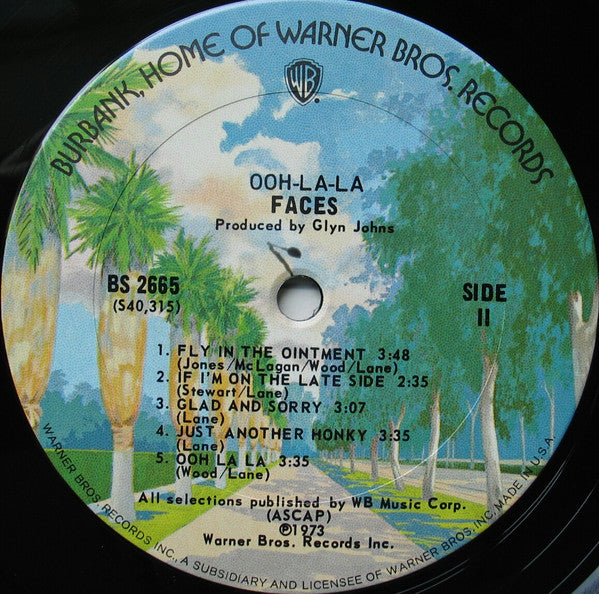 BURBANK, HOME OF WARNER BROS. RECORDS
WB
OOH-LA-LA
FACES
Produced by Glyn Johns
BS 2665
(S40,315)
SIDE
II
1. FLY IN THE OINTMENT 3:48
(Jones/McLagan/Wood/Lane)
2. IF I'M ON THE LATE SIDE 2:35
(Stewart/Lane)
3. GLAD AND SORRY 3:07
(Lane)
4. JUST ANOTHER HONKY 3:35
(Lane)
5. OOH LA LA 3:35
(Wood/Lane)
All selections published by WB Music Corp.
(ASCAP)
℗1973
Warner Bros. Records Inc.
WARNER BROS. RECORDS INC., A SUBSIDIARY AND LICENSEE OF WARNER BROS. INC. MADE IN U.S.A.